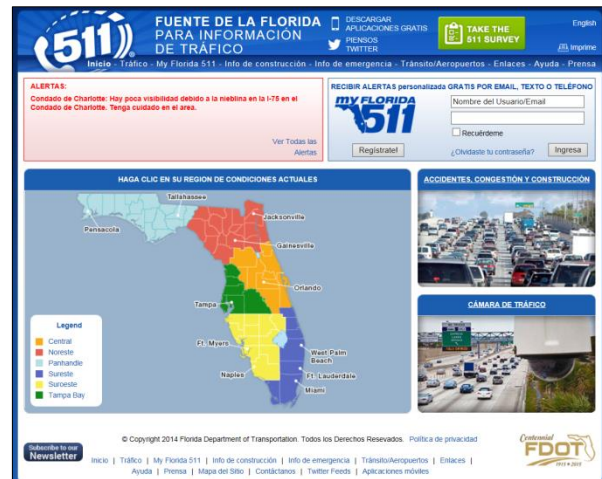 511
FUENTE DE LA FLORIDA
PARA INFORMACIÓN
DE TRÁFICO
DESCARGAR
APLICACIONES GRATIS
PIENSOS
TWITTER
TAKE THE
511 SURVEY
English
Imprime
Inicio - Tráfico - My Florida 511 - Info de construcción - Info de emergencia - Tránsito/Aeropuertos - Enlaces - Ayuda - Prensa
ALERTAS:
Condado de Charlotte: Hay poca visibilidad debido a la nieblina en la I-75 en el
Condado de Charlotte. Tenga cuidado en el area.
Ver Todas las
Alertas
RECIBIR ALERTAS personalizada GRATIS POR EMAIL, TEXTO O TELÉFONO
MY FLORIDA
511
Nombre del Usuario/Email
Recuérdeme
Registratel
¿Olvidaste tu contraseña?
Ingresa
HAGA CLIC EN SU REGION DE CONDICIONES ACTUALES
Tallahassee
Pensacola
Jacksonville
Gainesville
Orlando
Tampa
Ft. Myers
Naples
West Palm
Beach
Ft. Lauderdale
Miami
Legend
Central
Noreste
Panhandle
Sureste
Suroeste
Tampa Bay
ACCIDENTES, CONGESTIÓN Y CONSTRUCCIÓN
CÁMARA DE TRÁFICO
Subscribe to our
Newsletter
© Copyright 2014 Florida Department of Transportation. Todos los Derechos Resevados. Política de privacidad
Inicio | Tráfico | My Florida 511 | Info de construcción | Info de emergencia | Tránsito/Aeropuertos | Enlaces |
Ayuda | Prensa | Mapa del Sitio | Contáctanos | Twitter Feeds | Aplicaciones móviles
Centennial
FDOT
1915 ★ 2015